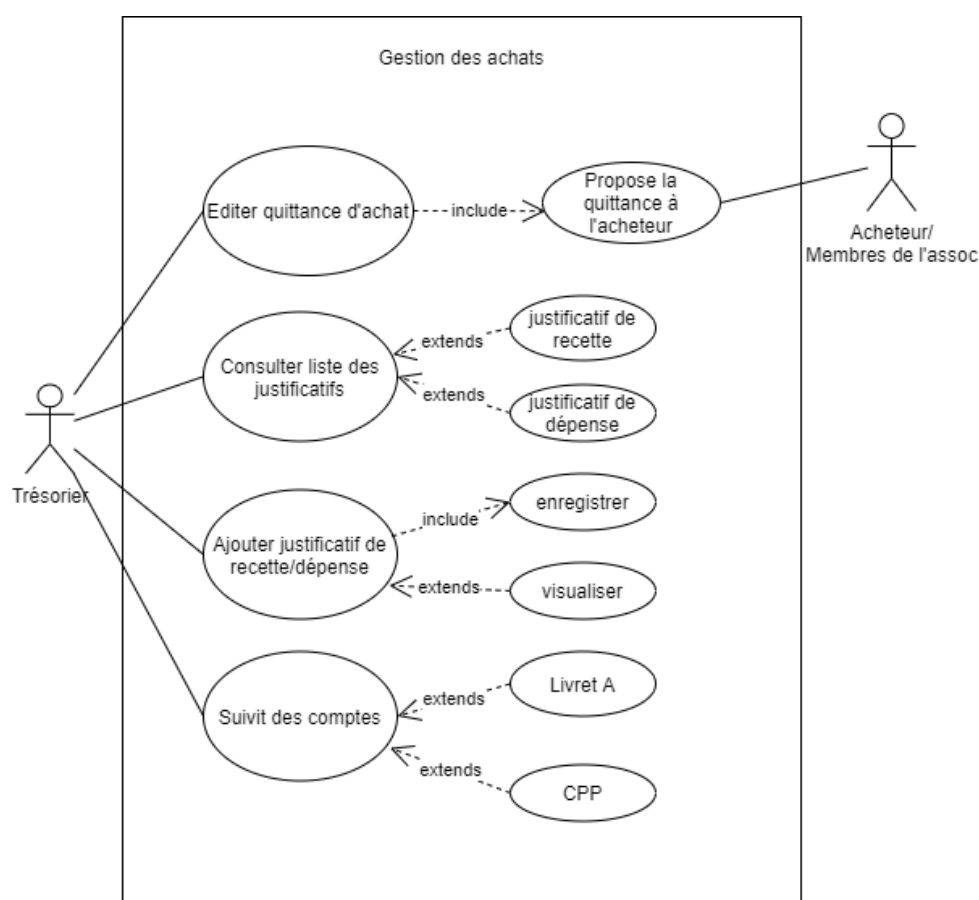 Gestion des achats
Editer quittance d'achat
include
Propose la
quittance à
l'acheteur
Acheteur/
Membres de l'assoc
Consulter liste des
justificatifs
extends
justificatif de
recette
extends
justificatif de
dépense
Trésorier
Ajouter justificatif de
recette/dépense
include
enregistrer
extends
visualiser
Suivit des comptes
extends
Livret A
extends
CPP